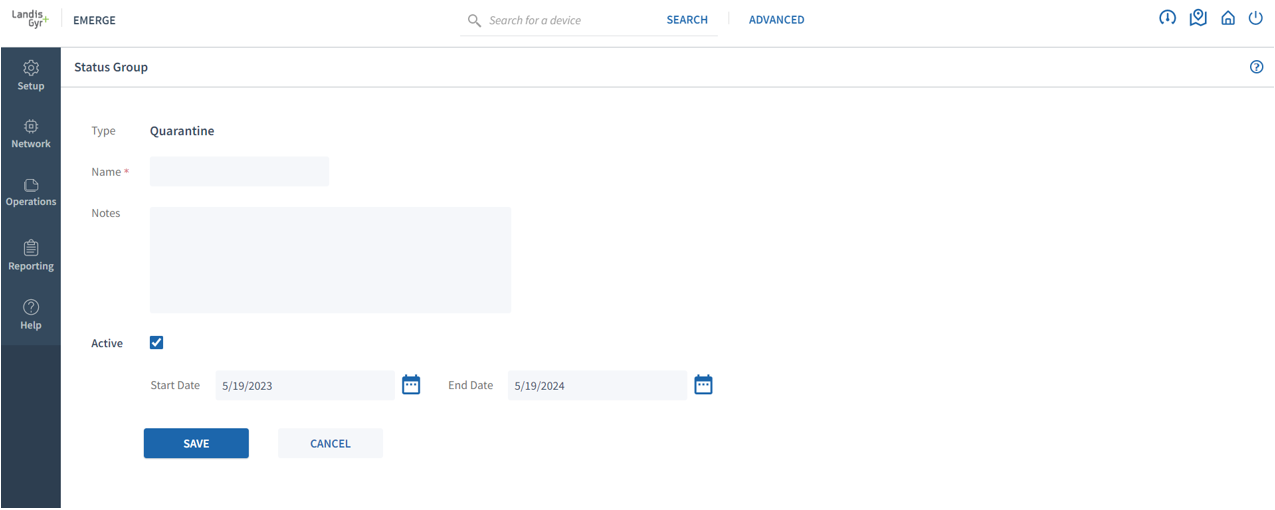 Landis
Gyr+
EMERGE
Search for a device
SEARCH
ADVANCED
Setup
Network
Operations
Reporting
Help
Status Group
?
Type
Quarantine
Name *
Notes
Active
Start Date
5/19/2023
End Date
5/19/2024
SAVE
CANCEL